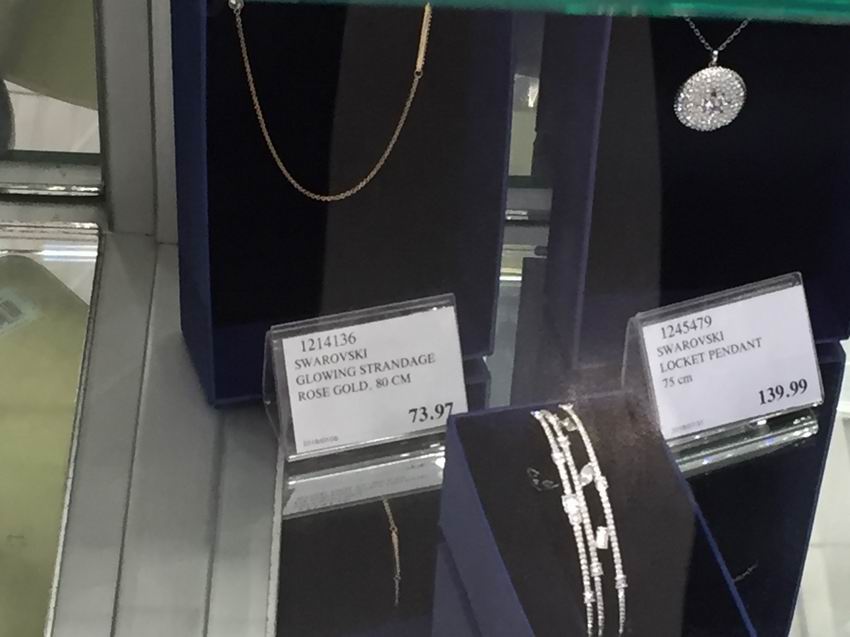 1214136
SWAROVSKI
GLOWING STRANDAGE
ROSE GOLD, 80 CM
73.97
1245479
SWAROVSKI
LOCKET PENDANT
75 cm
139.99